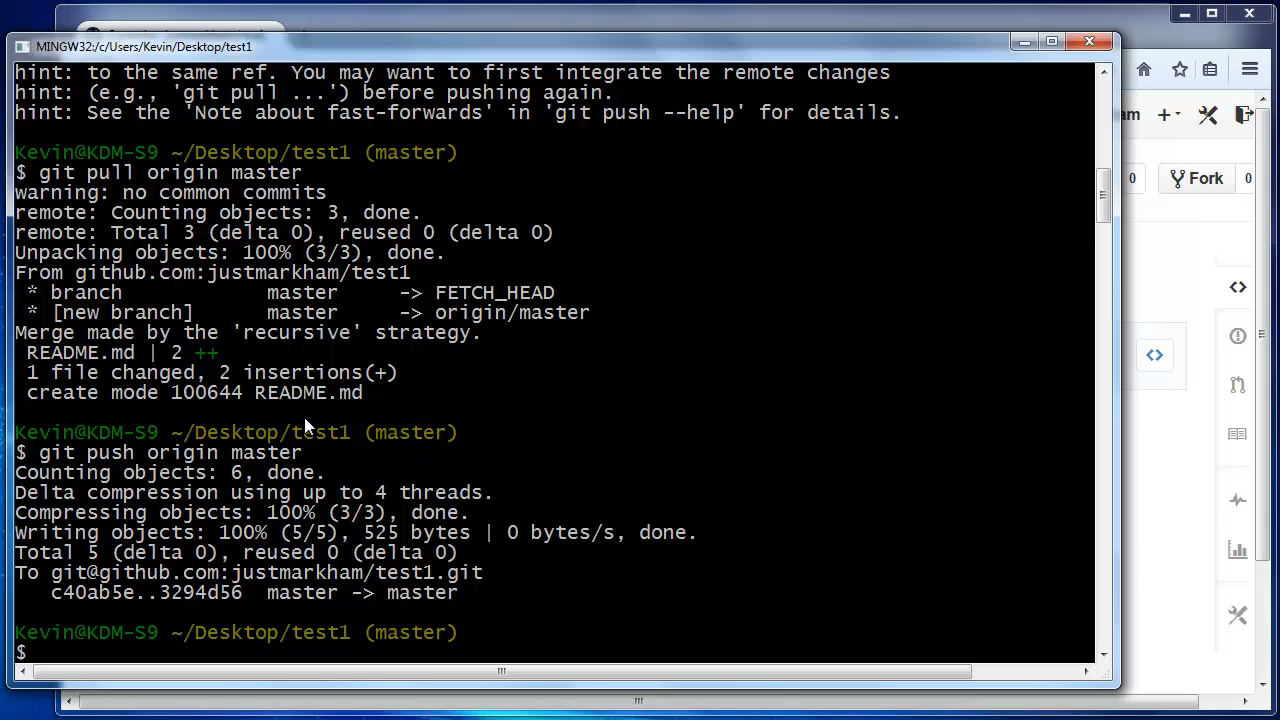 MINGW32:/c/Users/Kevin/Desktop/test1
hint: to the same ref. You may want to first integrate the remote changes
hint: (e.g., 'git pull ...') before pushing again.
hint: See the 'Note about fast-forwards' in 'git push --help' for details.
Kevin@KDM-S9 ~/Desktop/test1 (master)
$ git pull origin master
warning: no common commits
remote: Counting objects: 3, done.
remote: Total 3 (delta 0), reused 0 (delta 0)
Unpacking objects: 100% (3/3), done.
From github.com:justmarkham/test1
* branch            master     -> FETCH_HEAD
* [new branch]      master     -> origin/master
Merge made by the 'recursive' strategy.
README.md | 2 ++
1 file changed, 2 insertions(+)
create mode 100644 README.md
Kevin@KDM-S9 ~/Desktop/test1 (master)
$ git push origin master
Counting objects: 6, done.
Delta compression using up to 4 threads.
Compressing objects: 100% (3/3), done.
Writing objects: 100% (5/5), 525 bytes | 0 bytes/s, done.
Total 5 (delta 0), reused 0 (delta 0)
To git@github.com:justmarkham/test1.git
c40ab5e..3294d56  master -> master
Kevin@KDM-S9 ~/Desktop/test1 (master)
$
am
0 Fork 0